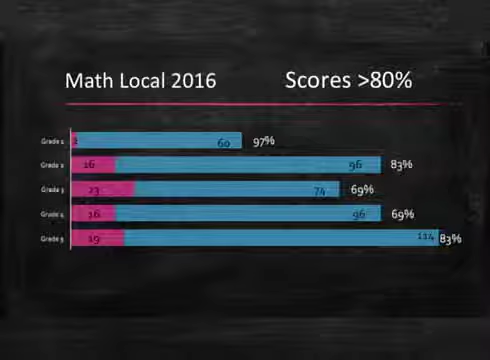 Math Local 2016 Scores >80%
Grade 1 2 60 97%
Grade 2 16 96 83%
Grade 3 23 74 69%
Grade 4 16 96 69%
Grade 5 19 114 83%